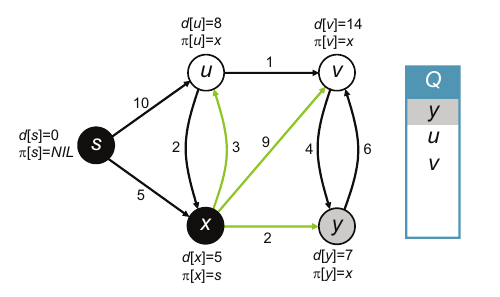 d[u]=8
π[u]=x
d[v]=14
π[v]=x
u
1
v
Q
10
y
d[s]=0
π[s]=NIL
s
2
3
9
4
6
u
v
5
x
2
y
d[x]=5
π[x]=s
d[y]=7
π[y]=x